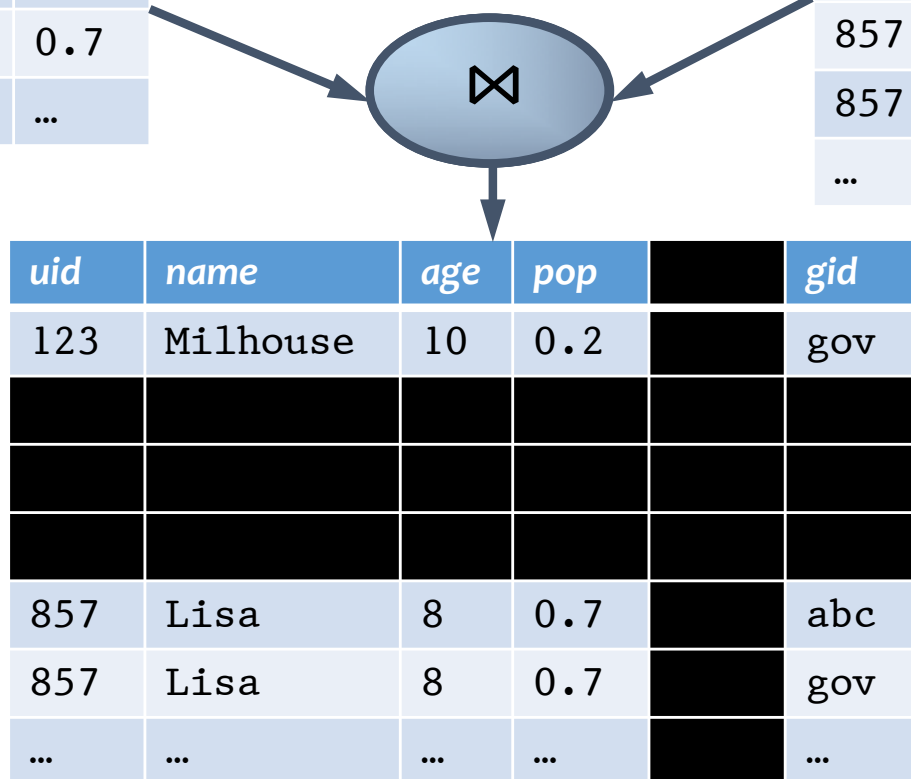 0.7
…
⋈
857
857
…
uid name age pop gid
123 Milhouse 10 0.2 gov
857 Lisa 8 0.7 abc
857 Lisa 8 0.7 gov
… … … … …